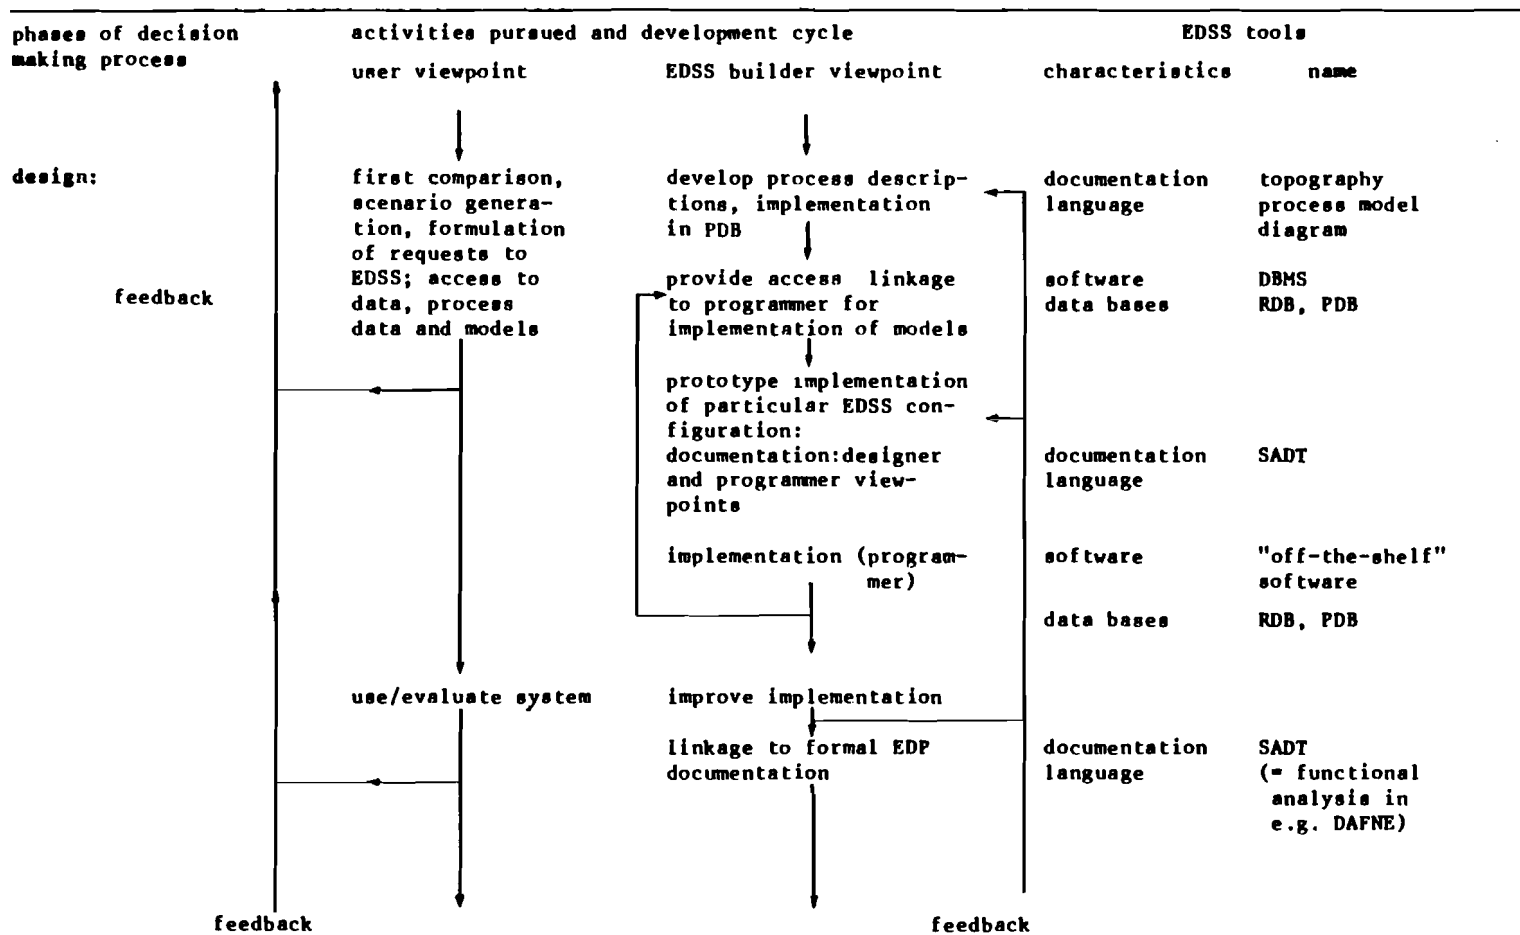 phases of decision
making process
activities pursued and development cycle
EDSS tools
user viewpoint
EDSS builder viewpoint
characteristics
name
design:
first comparison,
scenario genera-
tion, formulation
of requests to
EDSS; access to
data, process
data and models
develop process descrip-
tions, implementation
in PDB
documentation
language
topography
process model
diagram
feedback
provide access linkage
to programmer for
implementation of models
software
data bases
DBMS
RDB, PDB
prototype implementation
of particular EDSS con-
figuration:
documentation:designer
and programmer view-
points
documentation
language
SADT
implementation (program-
mer)
software
"off-the-shelf"
software
data bases
RDB, PDB
use/evaluate system
improve implementation
linkage to formal EDP
documentation
documentation
language
SADT
(= functional
analysis in
e.g. DAFNE)
feedback
feedback